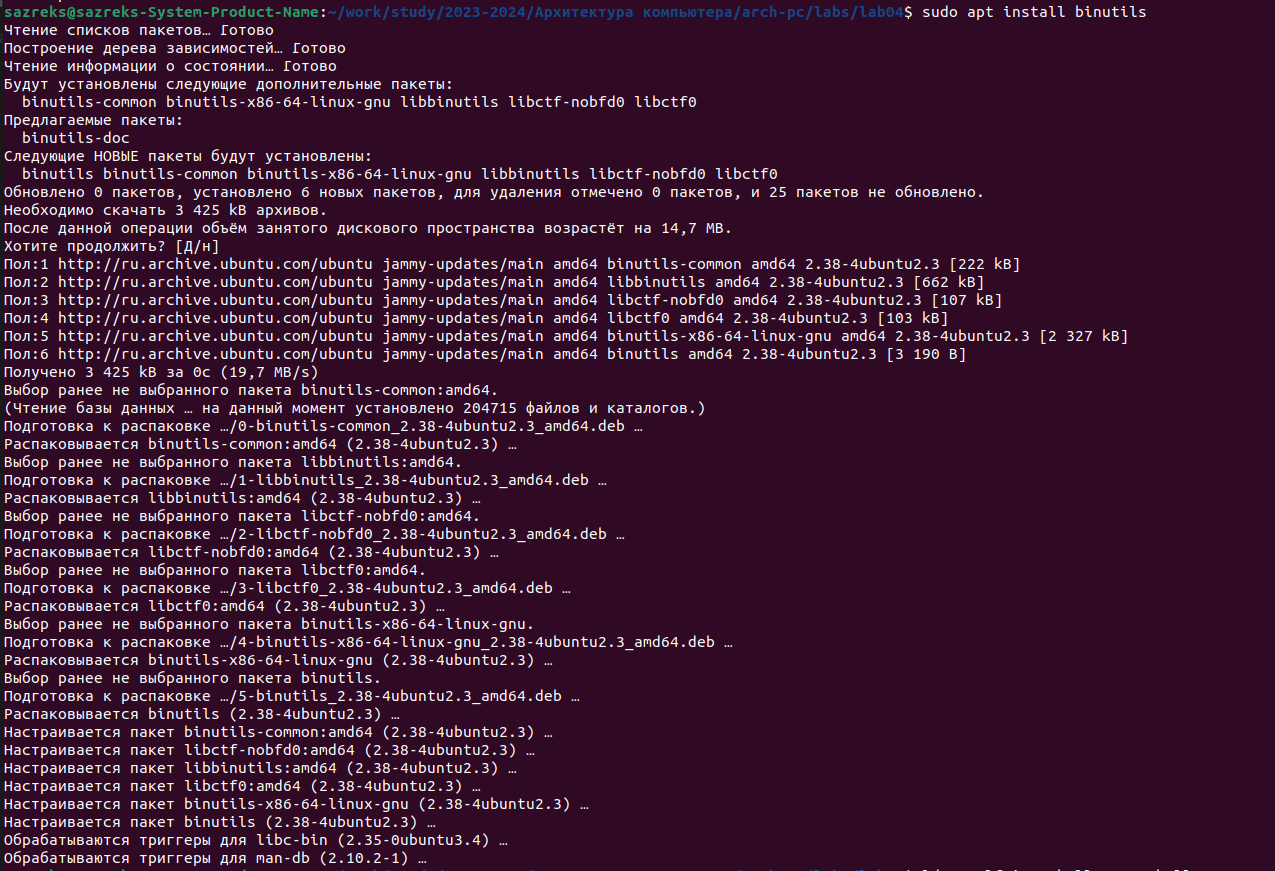 sazreks@sazreks-System-Product-Name:~/work/study/2023-2024/Архитектура компьютера/arch-pc/labs/lab04$ sudo apt install binutils
Чтение списков пакетов… Готово
Построение дерева зависимостей… Готово
Чтение информации о состоянии… Готово
Будут установлены следующие дополнительные пакеты:
  binutils-common binutils-x86-64-linux-gnu libbinutils libctf-nobfd0 libctf0
Предлагаемые пакеты:
  binutils-doc
Следующие НОВЫЕ пакеты будут установлены:
  binutils binutils-common binutils-x86-64-linux-gnu libbinutils libctf-nobfd0 libctf0
Обновлено 0 пакетов, установлено 6 новых пакетов, для удаления отмечено 0 пакетов, и 25 пакетов не обновлено.
Необходимо скачать 3 425 kB архивов.
После данной операции объём занятого дискового пространства возрастёт на 14,7 MB.
Хотите продолжить? [Д/н]
Пол:1 http://ru.archive.ubuntu.com/ubuntu jammy-updates/main amd64 binutils-common amd64 2.38-4ubuntu2.3 [222 kB]
Пол:2 http://ru.archive.ubuntu.com/ubuntu jammy-updates/main amd64 libbinutils amd64 2.38-4ubuntu2.3 [662 kB]
Пол:3 http://ru.archive.ubuntu.com/ubuntu jammy-updates/main amd64 libctf-nobfd0 amd64 2.38-4ubuntu2.3 [107 kB]
Пол:4 http://ru.archive.ubuntu.com/ubuntu jammy-updates/main amd64 libctf0 amd64 2.38-4ubuntu2.3 [103 kB]
Пол:5 http://ru.archive.ubuntu.com/ubuntu jammy-updates/main amd64 binutils-x86-64-linux-gnu amd64 2.38-4ubuntu2.3 [2 327 kB]
Пол:6 http://ru.archive.ubuntu.com/ubuntu jammy-updates/main amd64 binutils amd64 2.38-4ubuntu2.3 [3 190 B]
Получено 3 425 kB за 0с (19,7 MB/s)
Выбор ранее не выбранного пакета binutils-common:amd64.
(Чтение базы данных … на данный момент установлено 204715 файлов и каталогов.)
Подготовка к распаковке …/0-binutils-common_2.38-4ubuntu2.3_amd64.deb …
Распаковывается binutils-common:amd64 (2.38-4ubuntu2.3) …
Выбор ранее не выбранного пакета libbinutils:amd64.
Подготовка к распаковке …/1-libbinutils_2.38-4ubuntu2.3_amd64.deb …
Распаковывается libbinutils:amd64 (2.38-4ubuntu2.3) …
Выбор ранее не выбранного пакета libctf-nobfd0:amd64.
Подготовка к распаковке …/2-libctf-nobfd0_2.38-4ubuntu2.3_amd64.deb …
Распаковывается libctf-nobfd0:amd64 (2.38-4ubuntu2.3) …
Выбор ранее не выбранного пакета libctf0:amd64.
Подготовка к распаковке …/3-libctf0_2.38-4ubuntu2.3_amd64.deb …
Распаковывается libctf0:amd64 (2.38-4ubuntu2.3) …
Выбор ранее не выбранного пакета binutils-x86-64-linux-gnu.
Подготовка к распаковке …/4-binutils-x86-64-linux-gnu_2.38-4ubuntu2.3_amd64.deb …
Распаковывается binutils-x86-64-linux-gnu (2.38-4ubuntu2.3) …
Выбор ранее не выбранного пакета binutils.
Подготовка к распаковке …/5-binutils_2.38-4ubuntu2.3_amd64.deb …
Распаковывается binutils (2.38-4ubuntu2.3) …
Настраивается пакет binutils-common:amd64 (2.38-4ubuntu2.3) …
Настраивается пакет libctf-nobfd0:amd64 (2.38-4ubuntu2.3) …
Настраивается пакет libbinutils:amd64 (2.38-4ubuntu2.3) …
Настраивается пакет libctf0:amd64 (2.38-4ubuntu2.3) …
Настраивается пакет binutils-x86-64-linux-gnu (2.38-4ubuntu2.3) …
Настраивается пакет binutils (2.38-4ubuntu2.3) …
Обрабатываются триггеры для libc-bin (2.35-0ubuntu3.4) …
Обрабатываются триггеры для man-db (2.10.2-1) …